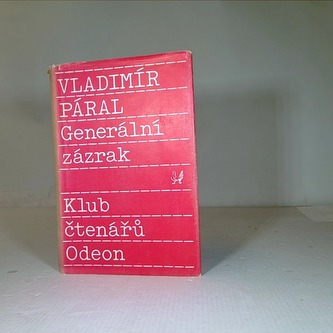 VLADIMÍR
PÁRAL
Generální
zázrak
Klub
čtenářů
Odeon